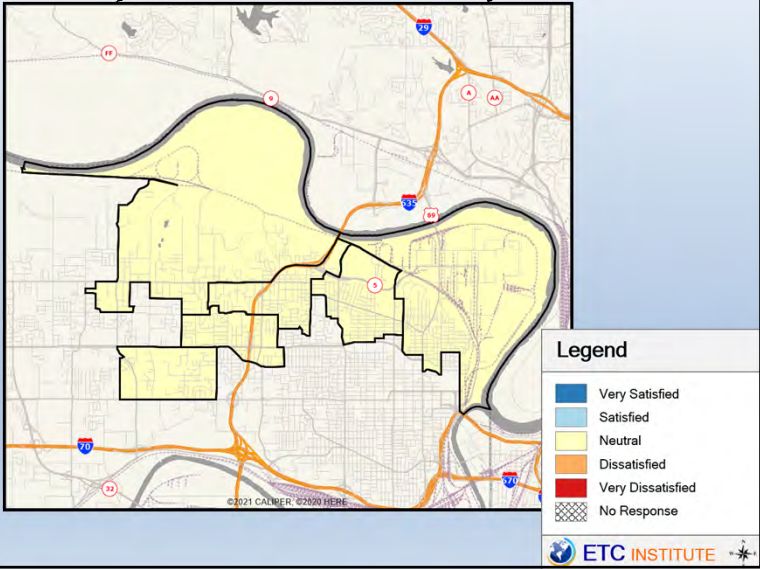 29
FF
9
A
AA
635
69
5
Legend
Very Satisfied
Satisfied
Neutral
Dissatisfied
Very Dissatisfied
No Response
70
670
32
©2021 CALIPER; ©2020 HERE
N
W
E
S
ETC INSTITUTE